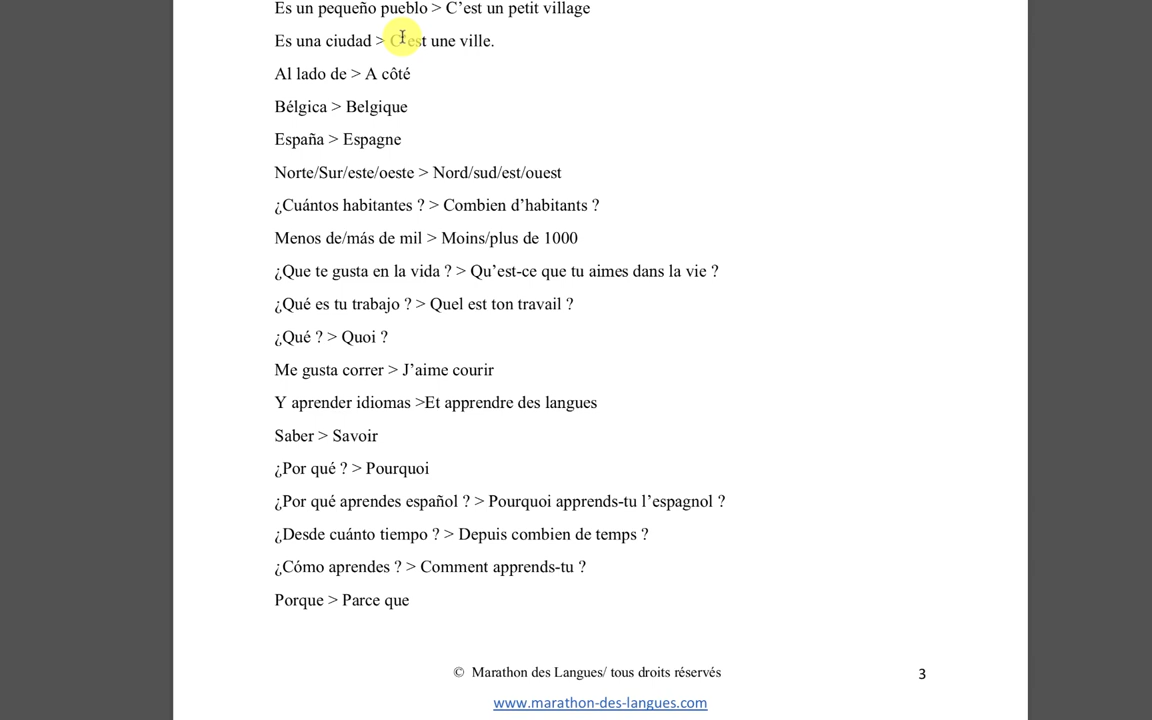 Es un pequeño pueblo > C’est un petit village
Es una ciudad > C’est une ville.
Al lado de > A côté
Bélgica > Belgique
España > Espagne
Norte/Sur/este/oeste > Nord/sud/est/ouest
¿Cuántos habitantes ? > Combien d’habitants ?
Menos de/más de mil > Moins/plus de 1000
¿Que te gusta en la vida ? > Qu’est-ce que tu aimes dans la vie ?
¿Qué es tu trabajo ? > Quel est ton travail ?
¿Qué ? > Quoi ?
Me gusta correr > J’aime courir
Y aprender idiomas >Et apprendre des langues
Saber > Savoir
¿Por qué ? > Pourquoi
¿Por qué aprendes español ? > Pourquoi apprends-tu l’espagnol ?
¿Desde cuánto tiempo ? > Depuis combien de temps ?
¿Cómo aprendes ? > Comment apprends-tu ?
Porque > Parce que
© Marathon des Langues/ tous droits réservés 3
www.marathon-des-langues.com